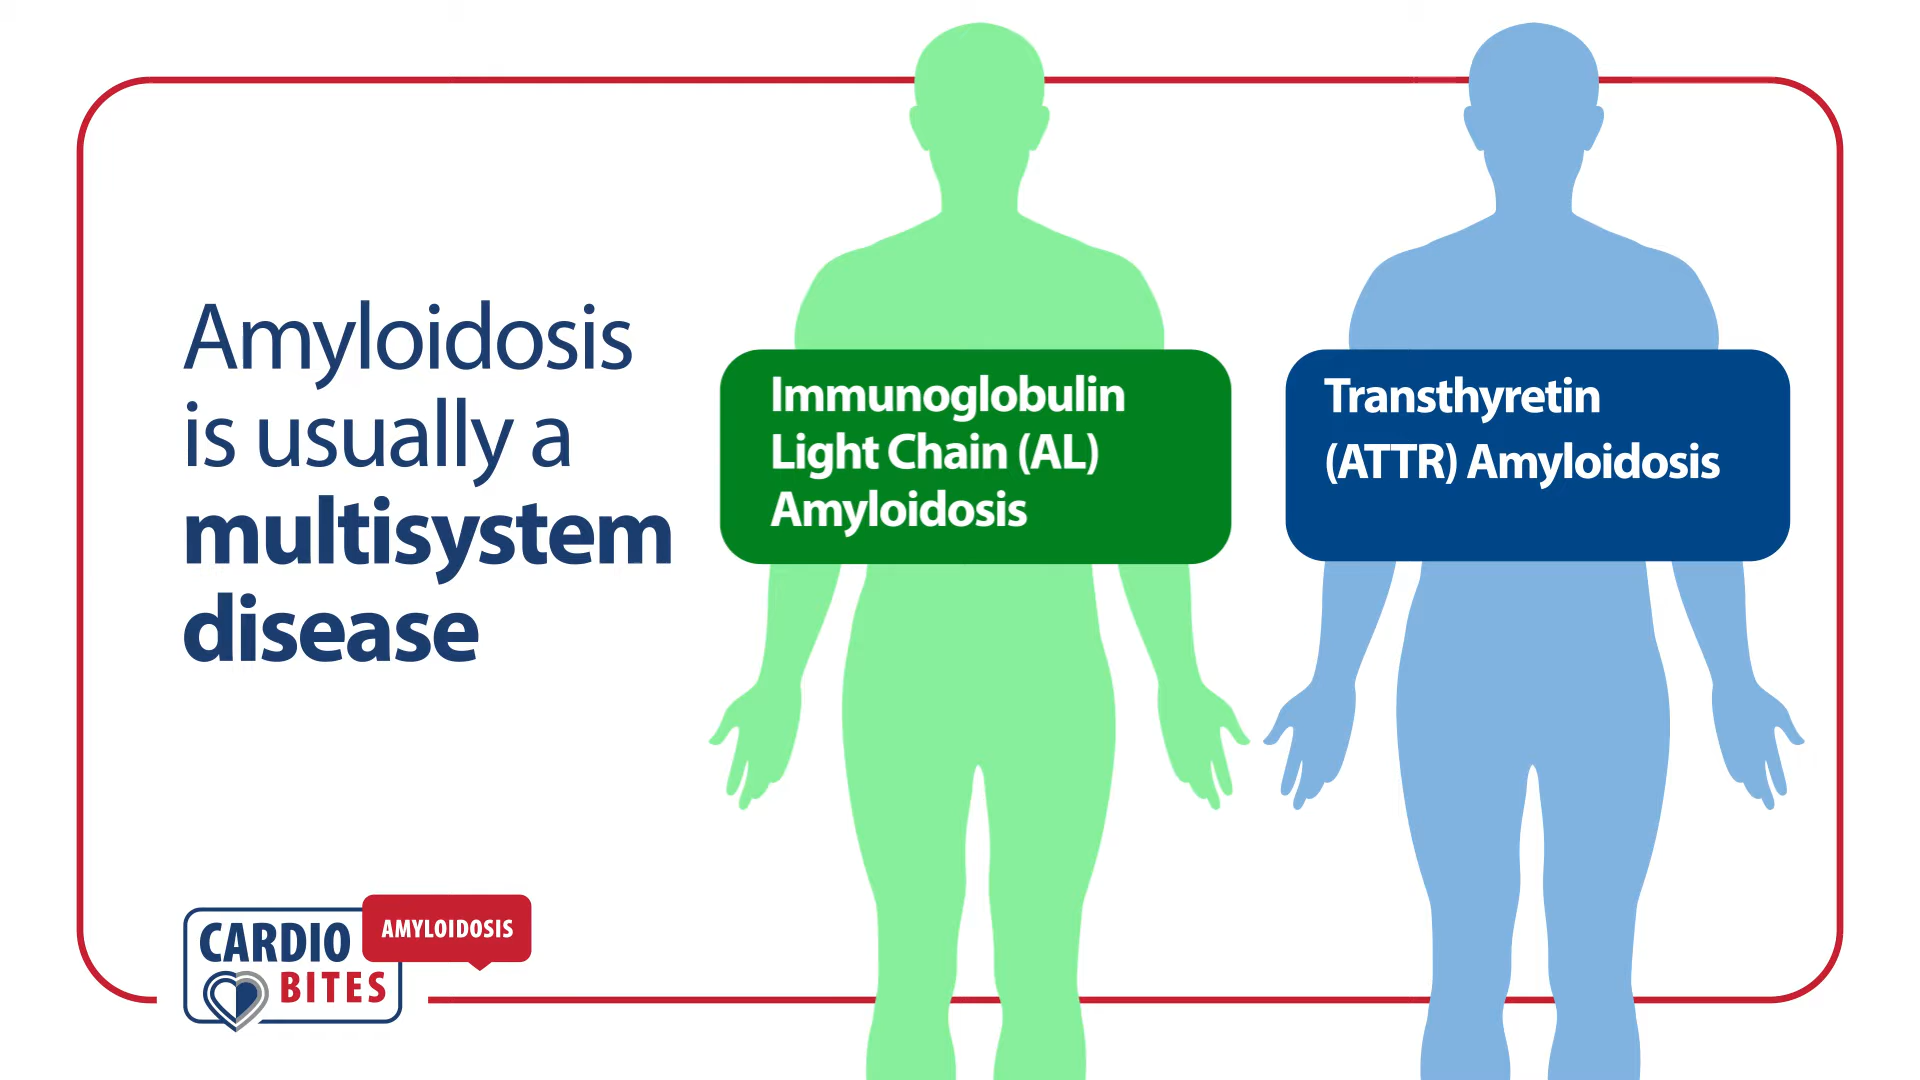 Amyloidosis
is usually a
multisystem
disease
Immunoglobulin
Light Chain (AL)
Amyloidosis
Transthyretin
(ATTR) Amyloidosis
CARDIO
BITES
AMYLOIDOSIS